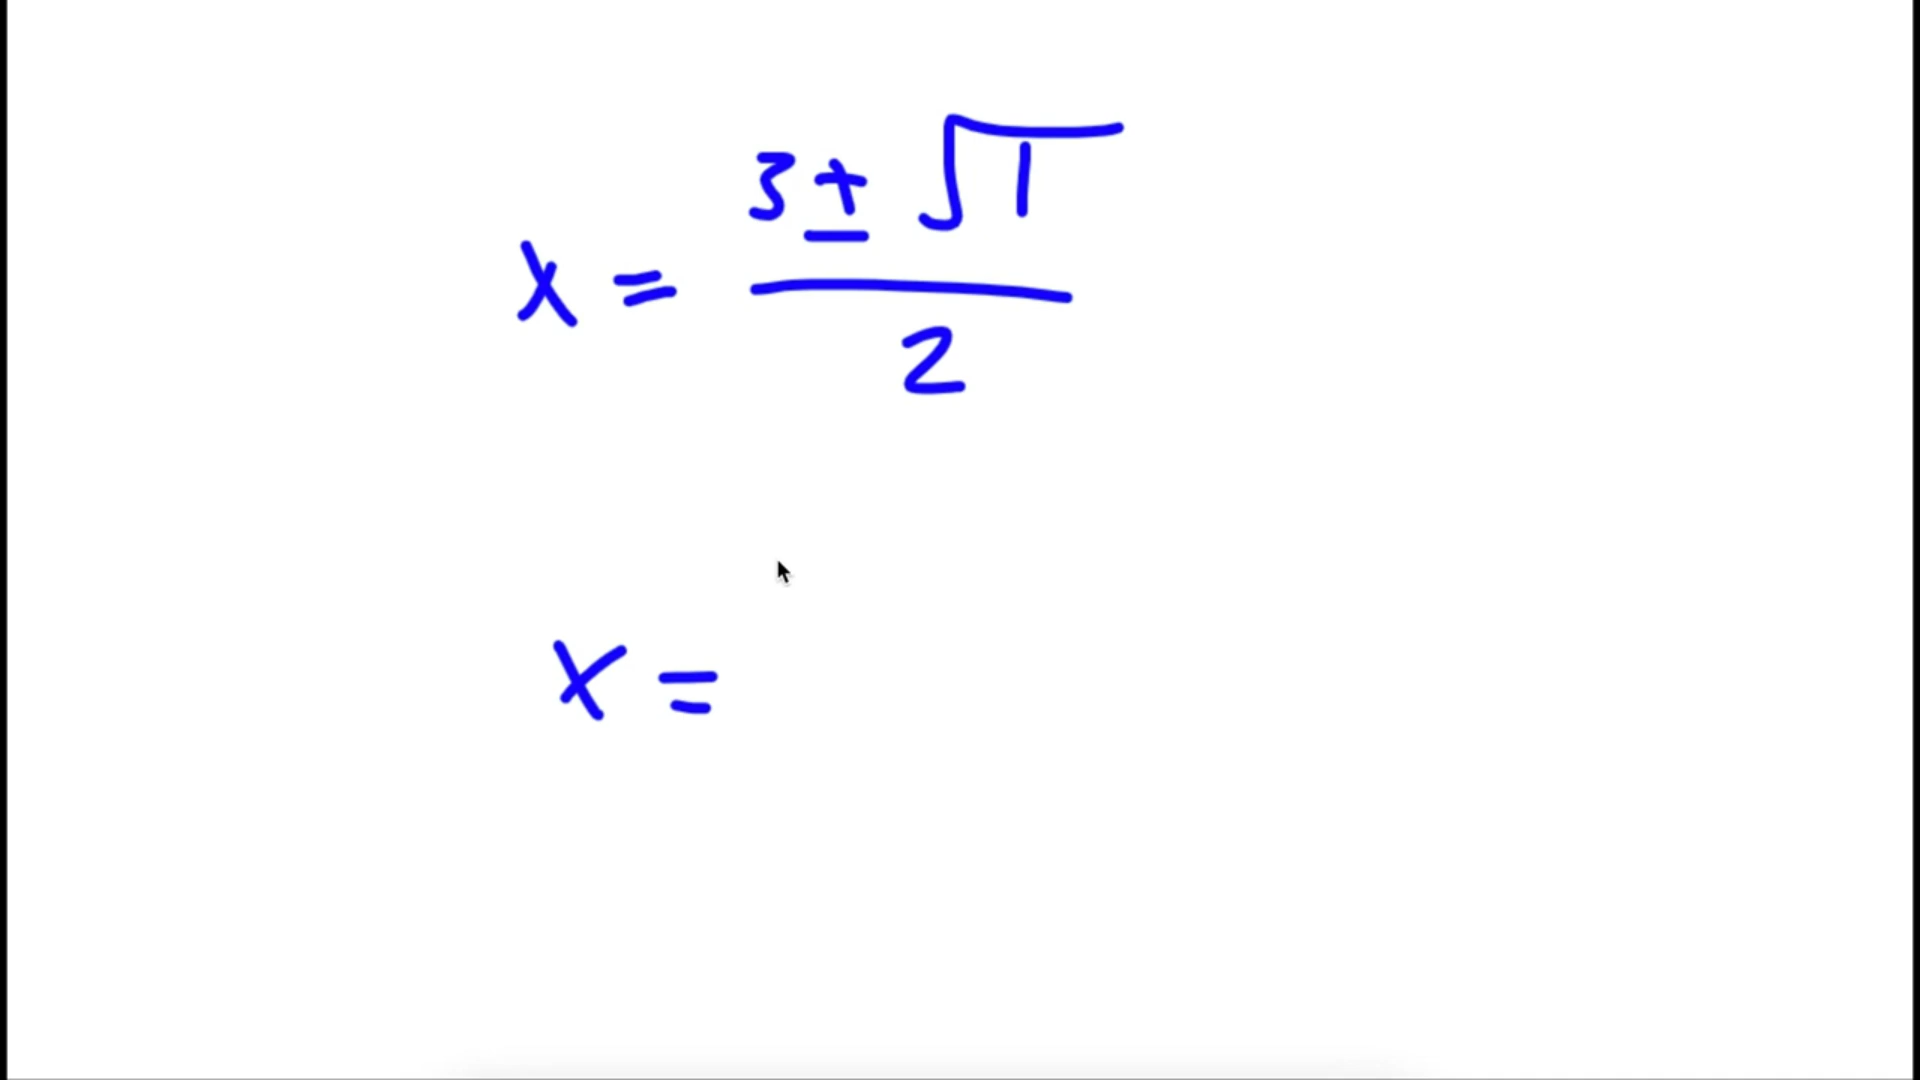 x = (3 ± √1) / 2
x =